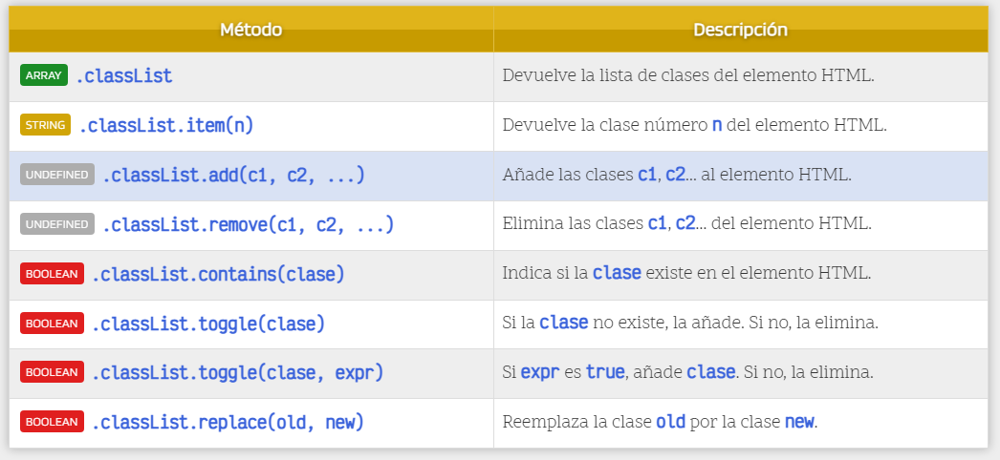 Método Descripción
ARRAY .classList Devuelve la lista de clases del elemento HTML.
STRING .classList.item(n) Devuelve la clase número n del elemento HTML.
UNDEFINED .classList.add(c1, c2, ...) Añade las clases c1, c2... al elemento HTML.
UNDEFINED .classList.remove(c1, c2, ...) Elimina las clases c1, c2... del elemento HTML.
BOOLEAN .classList.contains(clase) Indica si la clase existe en el elemento HTML.
BOOLEAN .classList.toggle(clase) Si la clase no existe, la añade. Si no, la elimina.
BOOLEAN .classList.toggle(clase, expr) Si expr es true, añade clase. Si no, la elimina.
BOOLEAN .classList.replace(old, new) Reemplaza la clase old por la clase new.